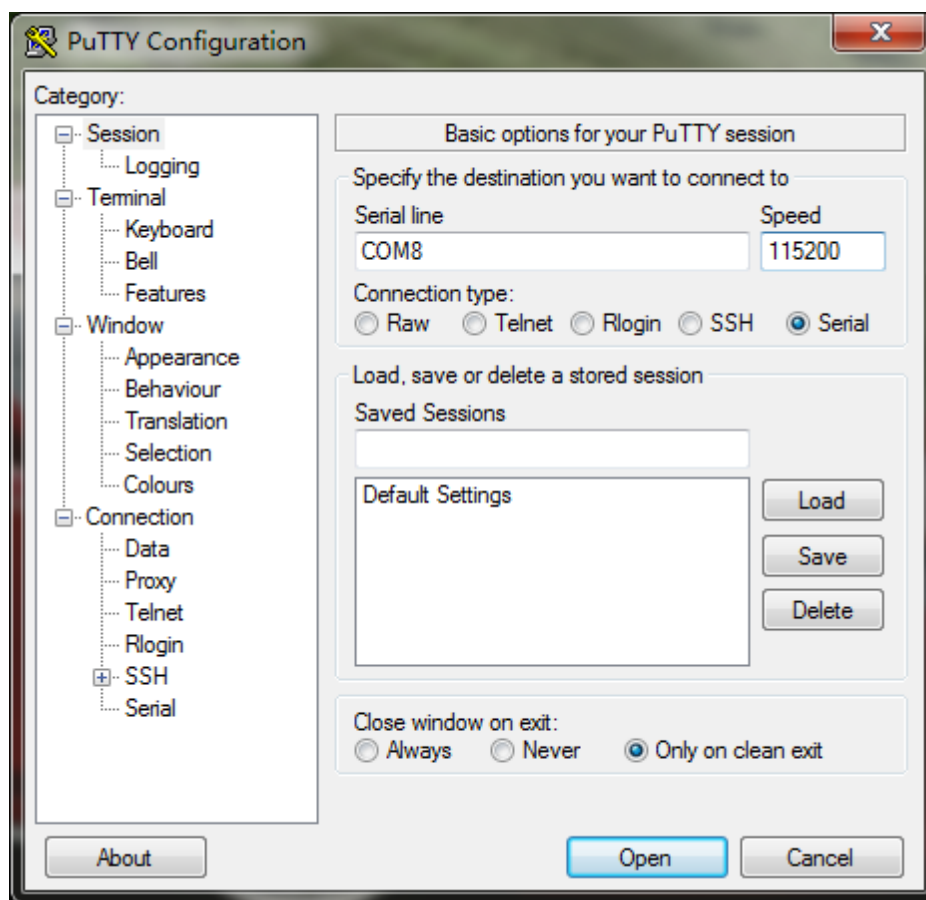 PuTTY Configuration
Category:
Session
Logging
Terminal
Keyboard
Bell
Features
Window
Appearance
Behaviour
Translation
Selection
Colours
Connection
Data
Proxy
Telnet
Rlogin
SSH
Serial
Basic options for your PuTTY session
Specify the destination you want to connect to
Serial line Speed
COM8 115200
Connection type:
Raw Telnet Rlogin SSH Serial
Load, save or delete a stored session
Saved Sessions
Default Settings
Load
Save
Delete
Close window on exit:
Always Never Only on clean exit
About Open Cancel